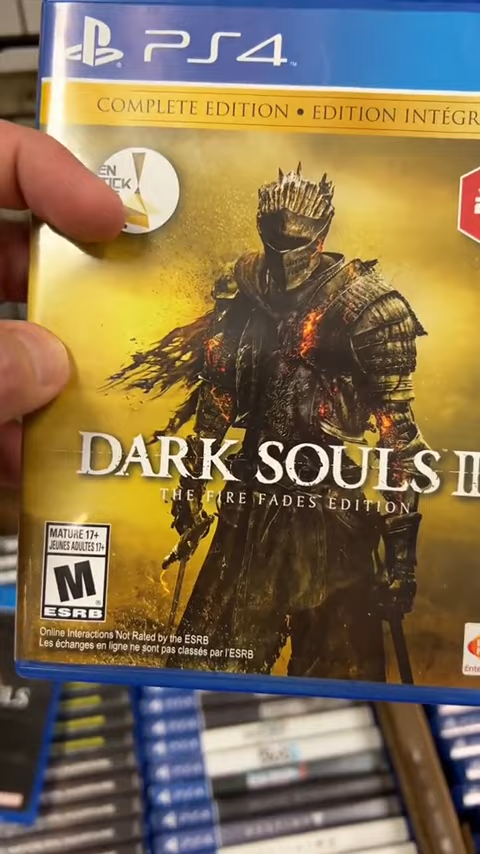 PS4
COMPLETE EDITION • EDITION INTÉGR
DARK SOULS II
THE FIRE FADES EDITION
MATURE 17+
JEUNES ADULTES 17+
M
ESRB
Online Interactions Not Rated by the ESRB
Les échanges en ligne ne sont pas classés par l'ESRB